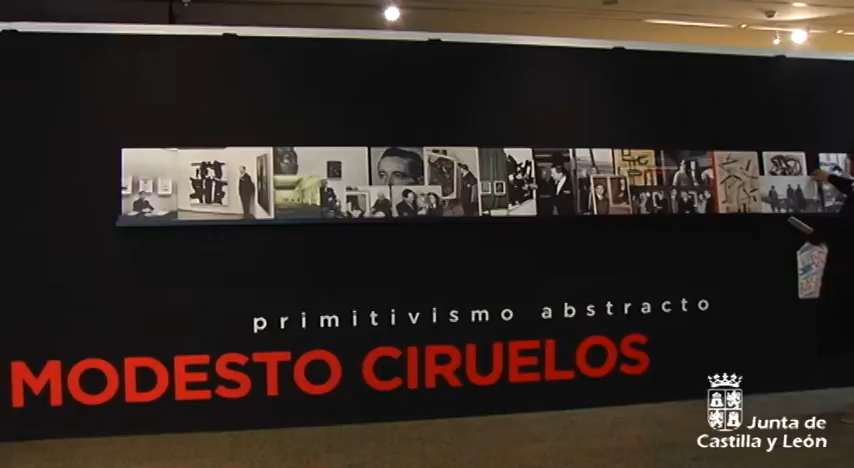 primitivismo abstracto
MODESTO CIRUELOS
Junta de
Castilla y León